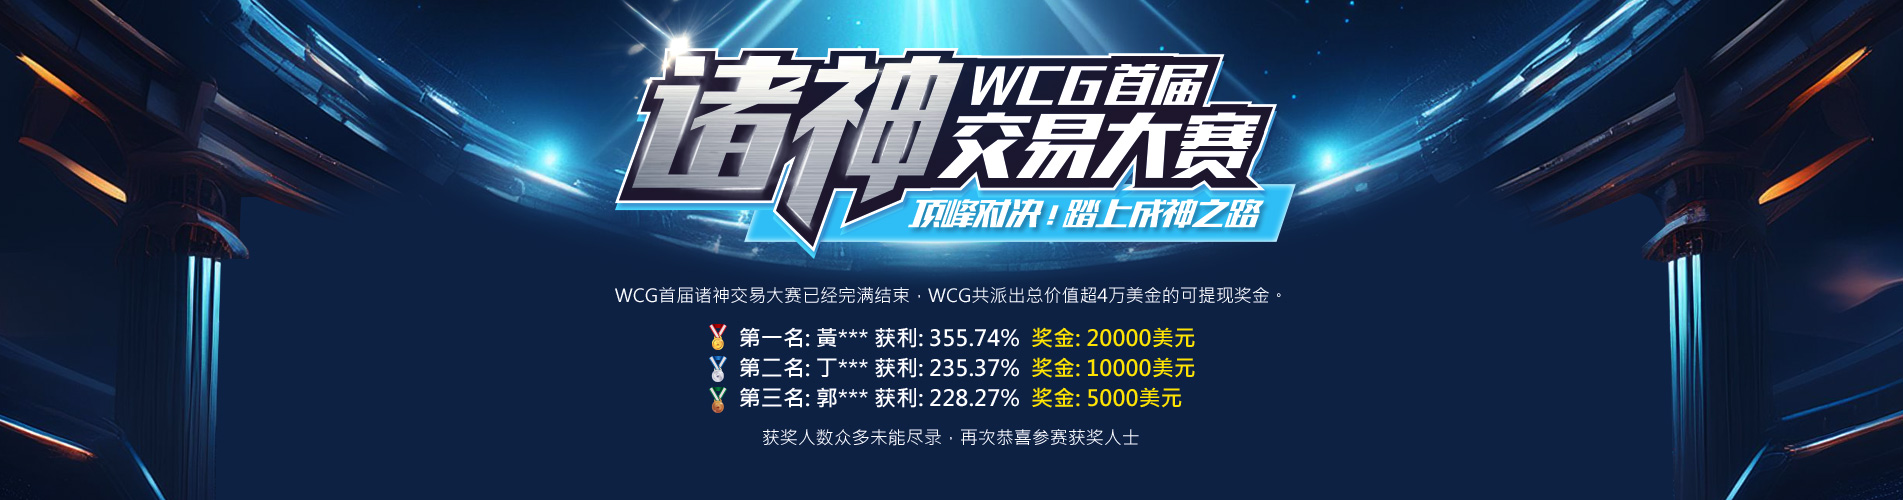 诸神
WCG首届
交易大赛
顶峰对决！踏上成神之路
WCG首届诸神交易大赛已经完满结束，WCG共派出总价值超4万美金的可提现奖金。
第一名: 黃*** 获利: 355.74% 奖金: 20000美元
第二名: 丁*** 获利: 235.37% 奖金: 10000美元
第三名: 郭*** 获利: 228.27% 奖金: 5000美元
获奖人数众多未能尽录，再次恭喜参赛获奖人士